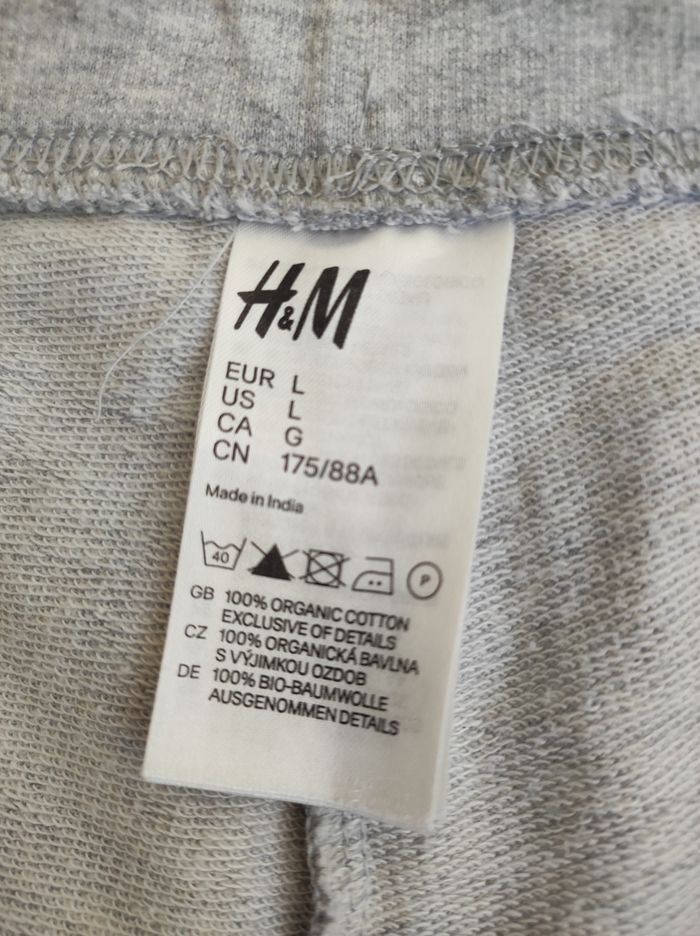 H&M
EUR L
US L
CA G
CN 175/88A
Made in India
40 P
GB 100% ORGANIC COTTON
EXCLUSIVE OF DETAILS
CZ 100% ORGANICKÁ BAVLNA
S VÝJIMKOU OZDOB
DE 100% BIO-BAUMWOLLE
AUSGENOMMEN DETAILS